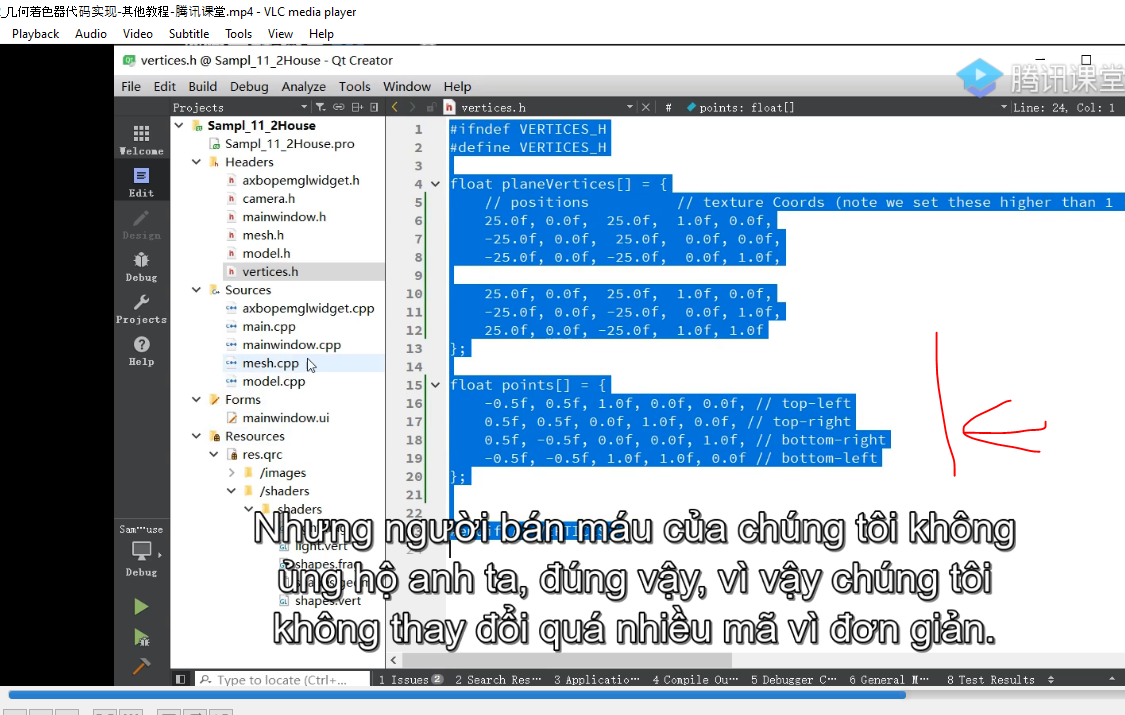 _几何着色器代码实现-其他教程-腾讯课堂.mp4 - VLC media player
Playback Audio Video Subtitle Tools View Help
vertices.h @ Sampl_11_2House - Qt Creator
腾讯课堂
File Edit Build Debug Analyze Tools Window Help
Projects
vertices.h
# points: float[]
Line: 24, Col: 1
Welcome
Edit
Design
Debug
Projects
Help
Sam···use
Debug
Sampl_11_2House
Sampl_11_2House.pro
Headers
axbopemglwidget.h
camera.h
mainwindow.h
mesh.h
model.h
vertices.h
Sources
axbopemglwidget.cpp
main.cpp
mainwindow.cpp
mesh.cpp
model.cpp
Forms
mainwindow.ui
Resources
res.qrc
/images
/shaders
shaders
light.vert
shapes.vert
1 #ifndef VERTICES_H
2 #define VERTICES_H
3
4 float planeVertices[] = {
5 // positions // texture Coords (note we set these higher than 1
6 25.0f, 0.0f, 25.0f, 1.0f, 0.0f,
7 -25.0f, 0.0f, 25.0f, 0.0f, 0.0f,
8 -25.0f, 0.0f, -25.0f, 0.0f, 1.0f,
9
10 25.0f, 0.0f, 25.0f, 1.0f, 0.0f,
11 -25.0f, 0.0f, -25.0f, 0.0f, 1.0f,
12 25.0f, 0.0f, -25.0f, 1.0f, 1.0f
13 };
14
15 float points[] = {
16 -0.5f, 0.5f, 1.0f, 0.0f, 0.0f, // top-left
17 0.5f, 0.5f, 0.0f, 1.0f, 0.0f, // top-right
18 0.5f, -0.5f, 0.0f, 0.0f, 1.0f, // bottom-right
19 -0.5f, -0.5f, 1.0f, 1.0f, 0.0f // bottom-left
20 };
21
22
Nhưng người bán máu của chúng tôi không
ủng hộ anh ta, đúng vậy, vì vậy chúng tôi
không thay đổi quá nhiều mã vì đơn giản.
Type to locate (Ctrl+...
1 Issues 2 2 Search Res··· 3 Applicatio··· 4 Compile Ou··· 5 Debugger C··· 6 General M··· 8 Test Results